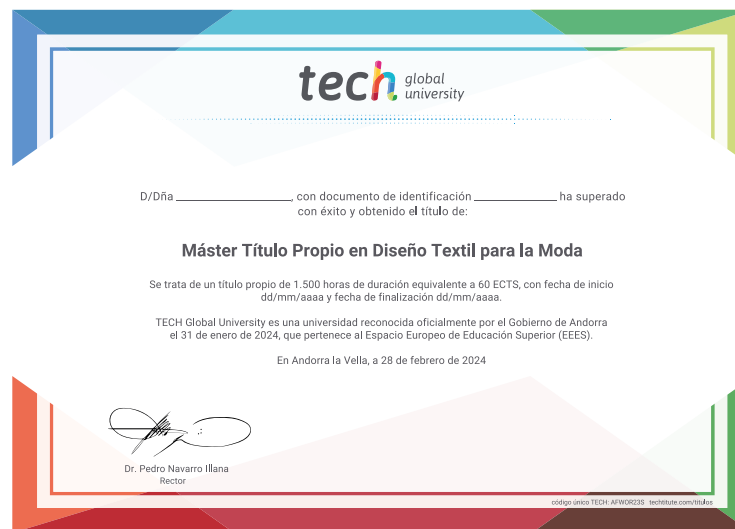 tech global university
D/Dña ____________________, con documento de identificación ______________ ha superado
con éxito y obtenido el título de:
Máster Título Propio en Diseño Textil para la Moda
Se trata de un título propio de 1.500 horas de duración equivalente a 60 ECTS, con fecha de inicio
dd/mm/aaaa y fecha de finalización dd/mm/aaaa.
TECH Global University es una universidad reconocida oficialmente por el Gobierno de Andorra
el 31 de enero de 2024, que pertenece al Espacio Europeo de Educación Superior (EEES).
En Andorra la Vella, a 28 de febrero de 2024
Dr. Pedro Navarro Illana
Rector
código único TECH: AFWOR23S techtitute.com/titulos